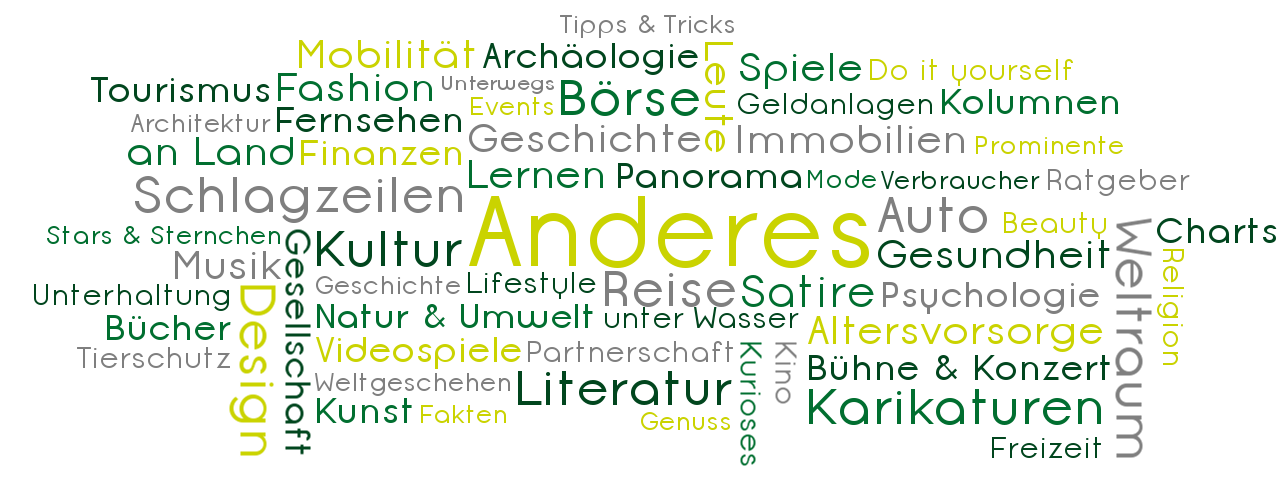 Tipps & Tricks
Mobilität
Archäologie
Leute
Spiele
Do it yourself
Tourismus
Fashion
Unterwegs
Events
Börse
Geldanlagen
Kolumnen
Architektur
Fernsehen
Geschichte
Immobilien
Prominente
an Land
Finanzen
Lernen
Panorama
Mode
Verbraucher
Ratgeber
Schlagzeilen
Anderes
Auto
Beauty
Weltraum
Charts
Stars & Sternchen
Gesellschaft
Kultur
Gesundheit
Religion
Musik
Geschichte
Lifestyle
Reise
Satire
Psychologie
Unterhaltung
Design
Natur & Umwelt
unter Wasser
Altersvorsorge
Bücher
Videospiele
Partnerschaft
Kurioses
Kino
Bühne & Konzert
Tierschutz
Weltgeschehen
Literatur
Karikaturen
Kunst
Fakten
Genuss
Freizeit